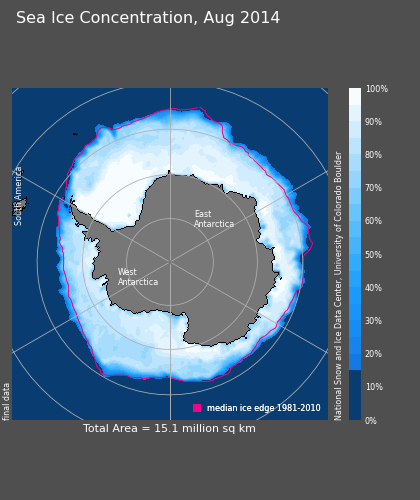 Sea Ice Concentration, Aug 2014
South America
East
Antarctica
West
Antarctica
final data
median ice edge 1981-2010
Total Area = 15.1 million sq km
National Snow and Ice Data Center, University of Colorado Boulder
100%
90%
80%
70%
60%
50%
40%
30%
20%
10%
0%